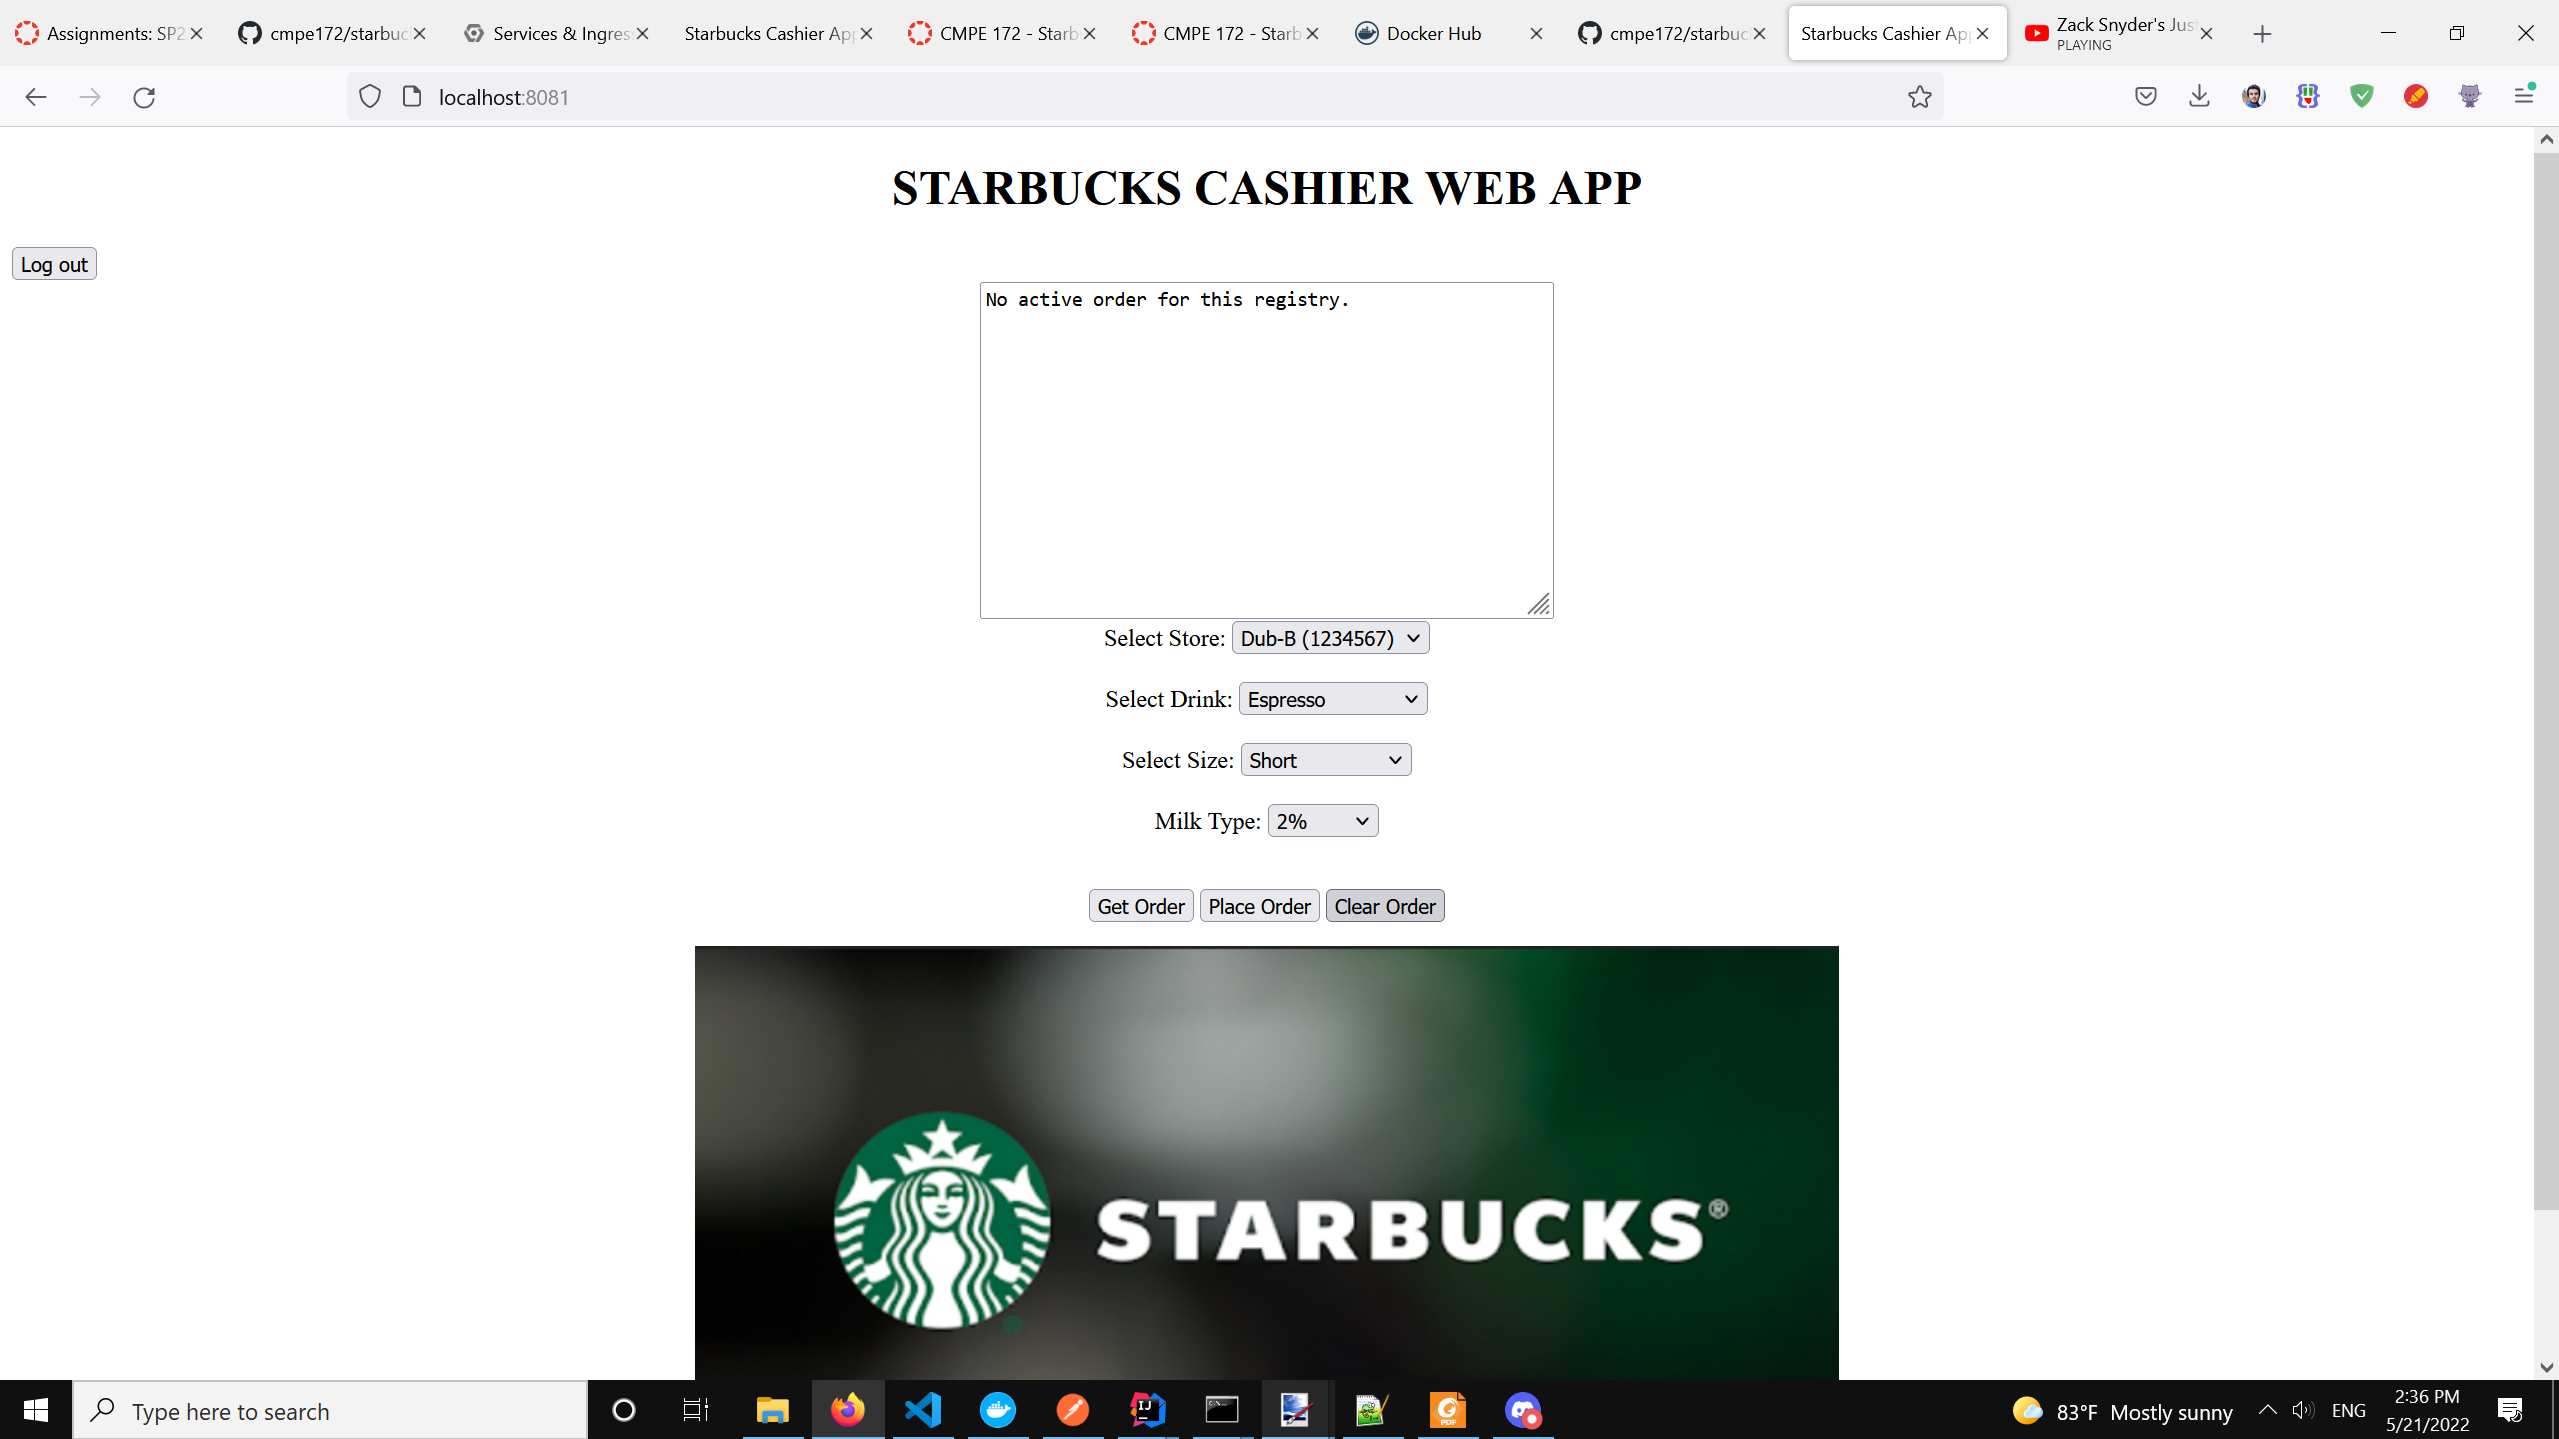 Assignments: SP2
cmpe172/starbuc
Services & Ingres
Starbucks Cashier App
CMPE 172 - Starb
CMPE 172 - Starb
Docker Hub
cmpe172/starbuc
Starbucks Cashier App
Zack Snyder's Just
PLAYING
localhost:8081
STARBUCKS CASHIER WEB APP
Log out
No active order for this registry.
Select Store: Dub-B (1234567)
Select Drink: Espresso
Select Size: Short
Milk Type: 2%
Get Order Place Order Clear Order
STARBUCKS®
Type here to search
83°F Mostly sunny
ENG
2:36 PM
5/21/2022